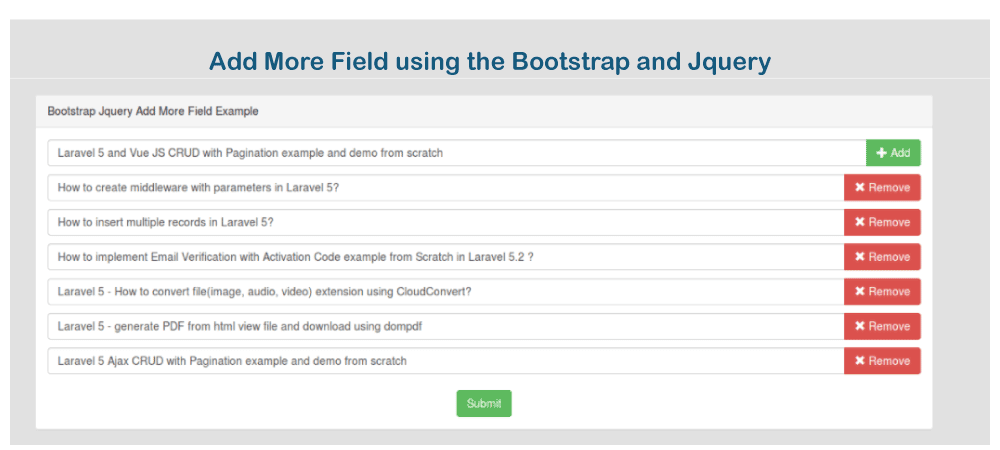 Add More Field using the Bootstrap and Jquery
Bootstrap Jquery Add More Field Example
Laravel 5 and Vue JS CRUD with Pagination example and demo from scratch Add
How to create middleware with parameters in Laravel 5? Remove
How to insert multiple records in Laravel 5? Remove
How to implement Email Verification with Activation Code example from Scratch in Laravel 5.2 ? Remove
Laravel 5 - How to convert file(image, audio, video) extension using CloudConvert? Remove
Laravel 5 - generate PDF from html view file and download using dompdf Remove
Laravel 5 Ajax CRUD with Pagination example and demo from scratch Remove
Submit